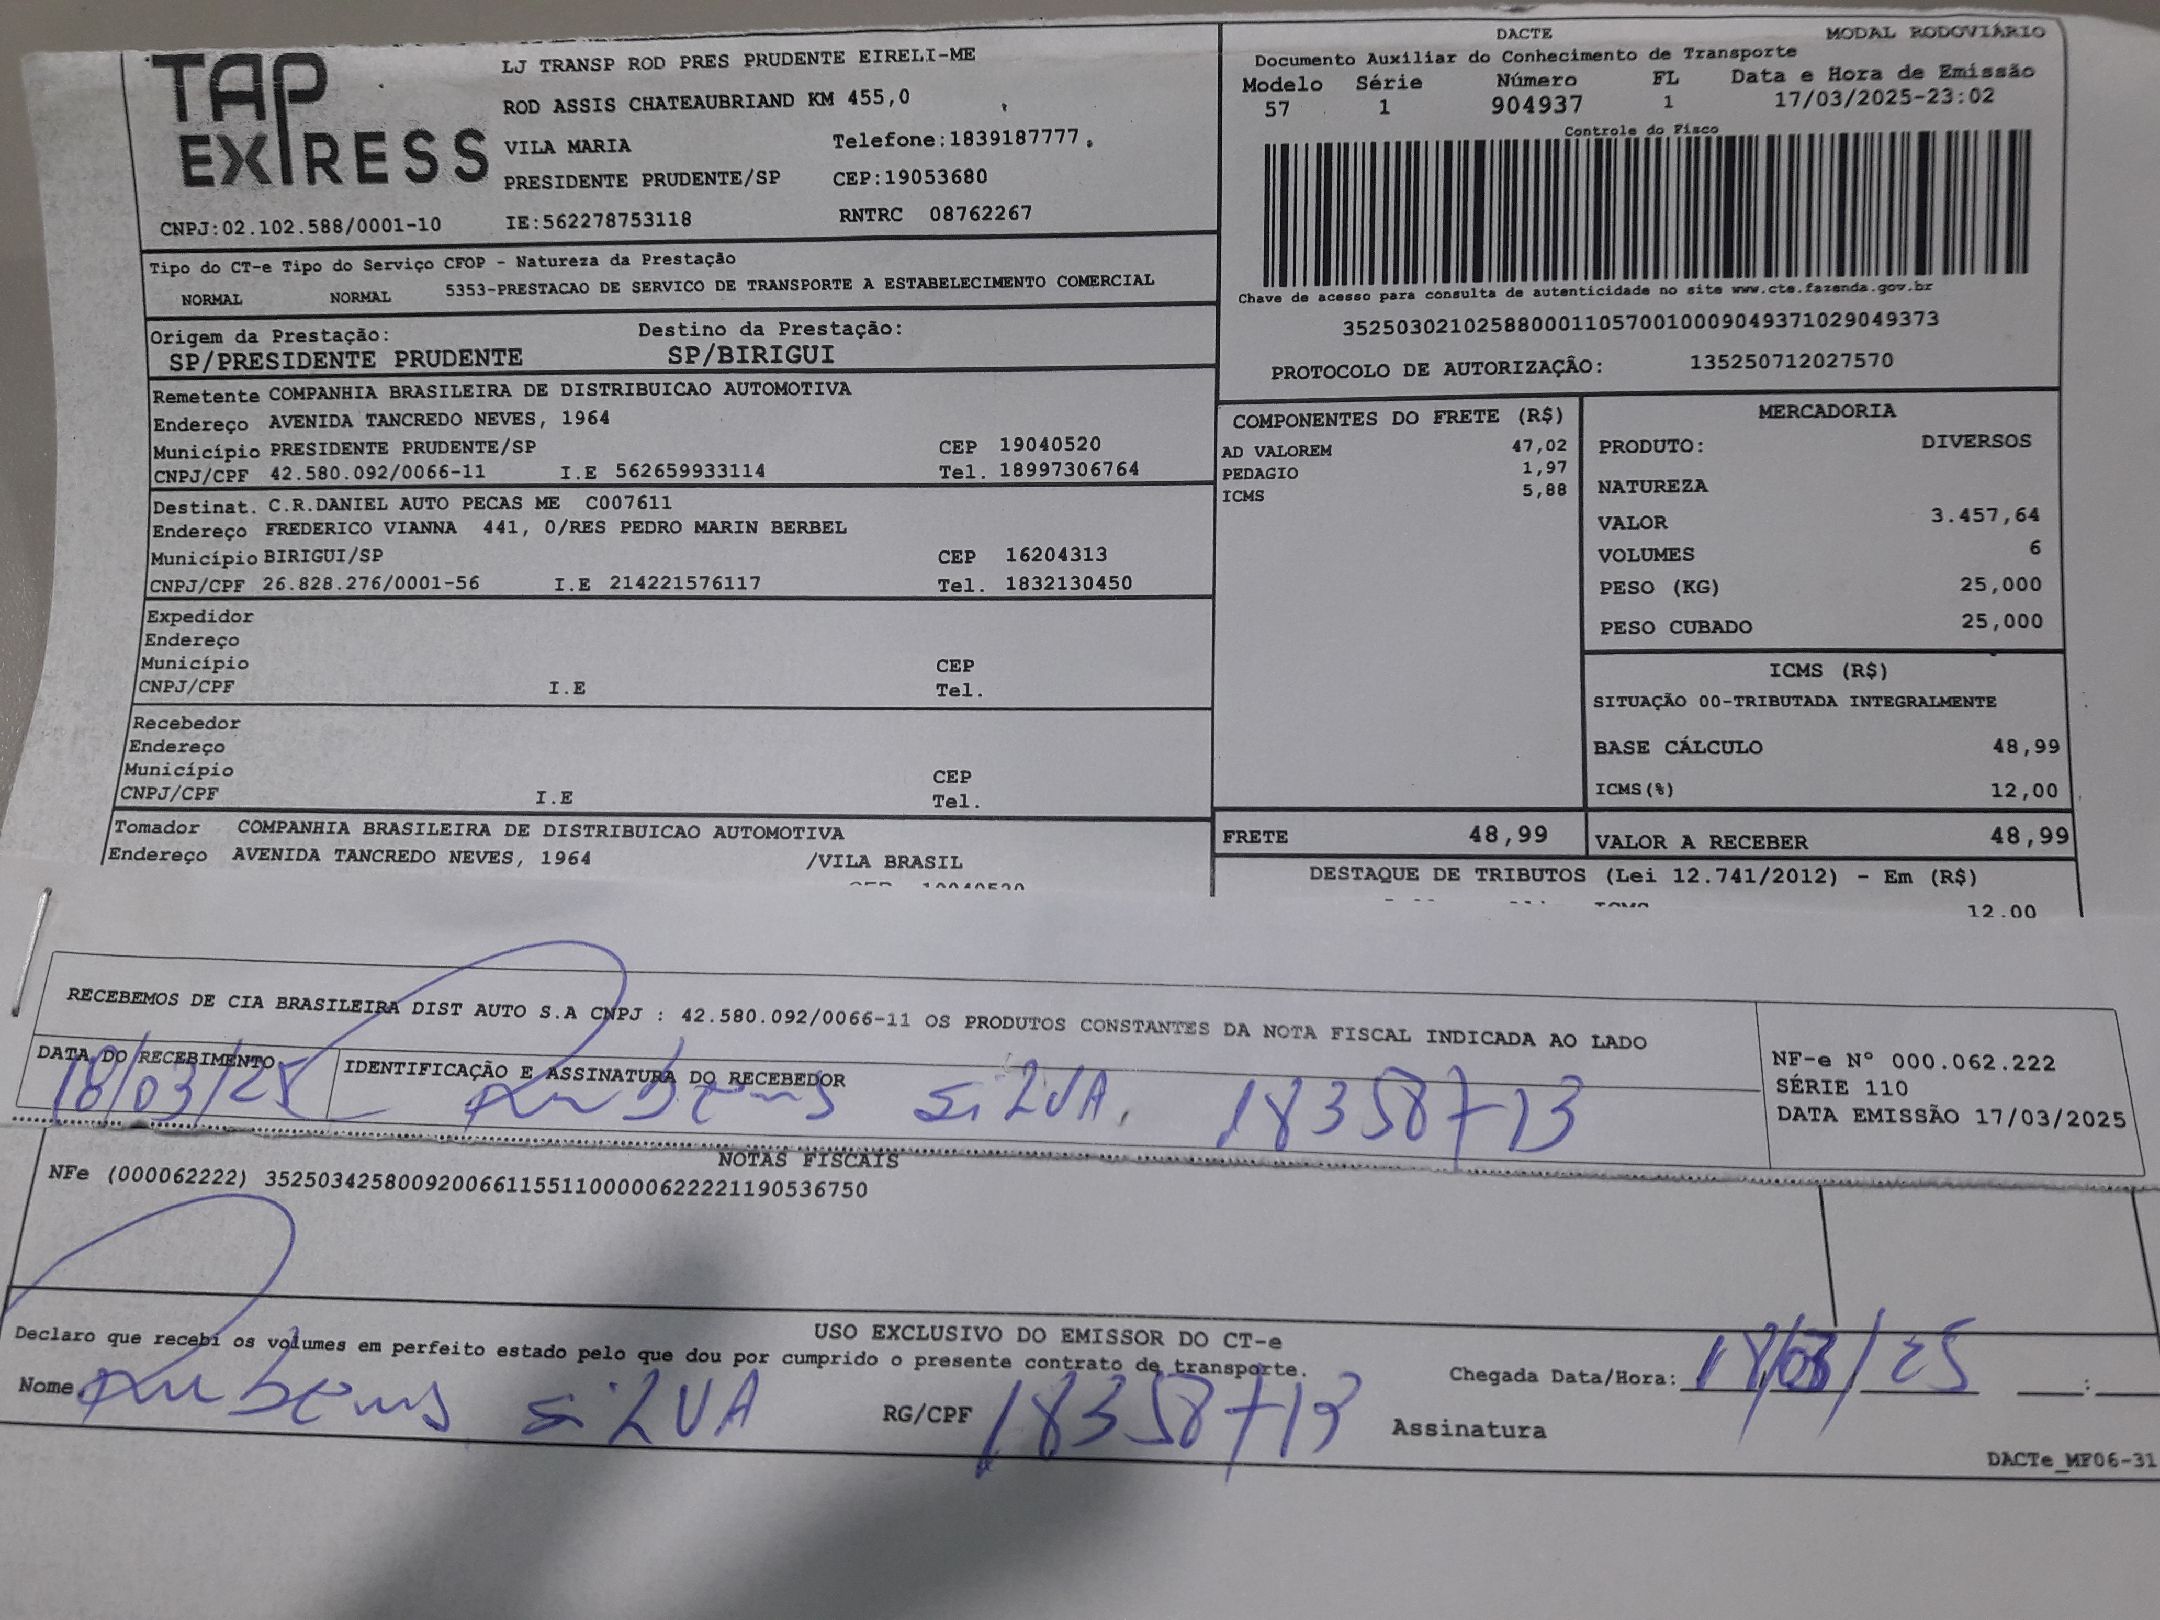 TAP EXPRESS
LJ TRANSP ROD PRES PRUDENTE EIRELI-ME
ROD ASSIS CHATEAUBRIAND KM 455,0
VILA MARIA Telefone:1839187777
PRESIDENTE PRUDENTE/SP CEP:19053680
CNPJ:02.102.588/0001-10 IE:562278753118 RNTRC 08762267
DACTE MODAL RODOVIÁRIO
Documento Auxiliar do Conhecimento de Transporte
Modelo Série Número FL Data e Hora de Emissão
57 1 904937 1 17/03/2025-23:02
Controle do Fisco
Chave de acesso para consulta de autenticidade no site www.cte.fazenda.gov.br
35250302102588000110570010009049371029049373
PROTOCOLO DE AUTORIZAÇÃO: 135250712027570
Tipo do CT-e Tipo do Serviço CFOP - Natureza da Prestação
NORMAL NORMAL 5353-PRESTACAO DE SERVICO DE TRANSPORTE A ESTABELECIMENTO COMERCIAL
Origem da Prestação: Destino da Prestação:
SP/PRESIDENTE PRUDENTE SP/BIRIGUI
Remetente COMPANHIA BRASILEIRA DE DISTRIBUICAO AUTOMOTIVA
Endereço AVENIDA TANCREDO NEVES, 1964
Município PRESIDENTE PRUDENTE/SP CEP 19040520
CNPJ/CPF 42.580.092/0066-11 I.E 562659933114 Tel. 18997306764
Destinat. C.R.DANIEL AUTO PECAS ME C007611
Endereço FREDERICO VIANNA 441, 0/RES PEDRO MARIN BERBEL
Município BIRIGUI/SP CEP 16204313
CNPJ/CPF 26.828.276/0001-56 I.E 214221576117 Tel. 1832130450
Expedidor
Endereço
Município CEP
CNPJ/CPF I.E Tel.
Recebedor
Endereço
Município CEP
CNPJ/CPF I.E Tel.
Tomador COMPANHIA BRASILEIRA DE DISTRIBUICAO AUTOMOTIVA
Endereço AVENIDA TANCREDO NEVES, 1964 /VILA BRASIL
COMPONENTES DO FRETE (R$)
AD VALOREM 47,02
PEDAGIO 1,97
ICMS 5,88
FRETE 48,99
MERCADORIA
PRODUTO: DIVERSOS
NATUREZA
VALOR 3.457,64
VOLUMES 6
PESO (KG) 25,000
PESO CUBADO 25,000
ICMS (R$)
SITUAÇÃO 00-TRIBUTADA INTEGRALMENTE
BASE CÁLCULO 48,99
ICMS(%) 12,00
VALOR A RECEBER 48,99
DESTAQUE DE TRIBUTOS (Lei 12.741/2012) - Em (R$)
12.00
RECEBEMOS DE CIA BRASILEIRA DIST AUTO S.A CNPJ : 42.580.092/0066-11 OS PRODUTOS CONSTANTES DA NOTA FISCAL INDICADA AO LADO
DATA DO RECEBIMENTO IDENTIFICAÇÃO E ASSINATURA DO RECEBEDOR
18/03/25 Rubens SilVA. 18358713
NF-e Nº 000.062.222
SÉRIE 110
DATA EMISSÃO 17/03/2025
NOTAS FISCAIS
NFe (000062222) 35250342580092006611551100000622221190536750
USO EXCLUSIVO DO EMISSOR DO CT-e
Declaro que recebi os volumes em perfeito estado pelo que dou por cumprido o presente contrato de transporte.
Nome Rubens SilVA RG/CPF 18358713
Chegada Data/Hora: 18/03/25 :
Assinatura
DACTe_MF06-31